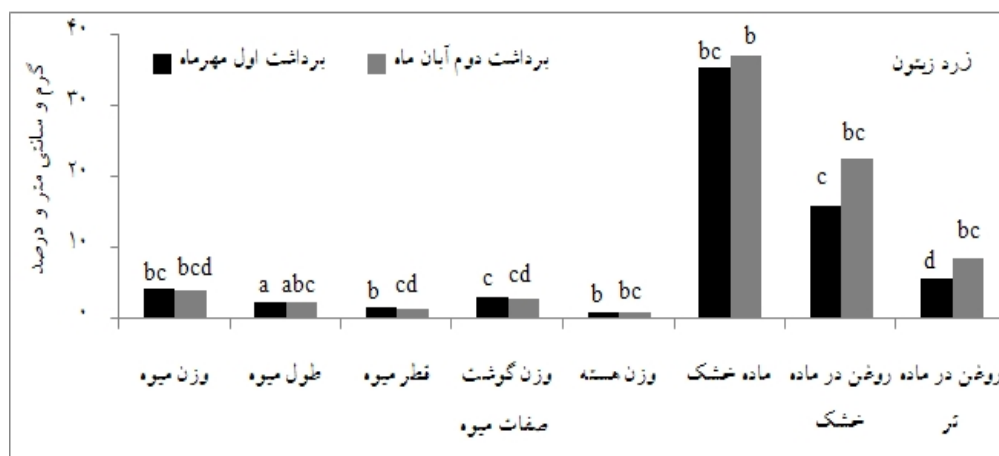 گرم و سانتی متر و درصد
۴۰
۳۰
۲۰
۱۰
۰
برداشت اول مهرماه
برداشت دوم آبان ماه
زرد زیتون
bc bcd
a abc
b cd
c cd
b bc
bc b
c bc
d bc
وزن میوه
طول میوه
قطر میوه
وزن گوشت
وزن هسته
ماده خشک
روغن در ماده
خشک
روغن در ماده
تر
صفات میوه